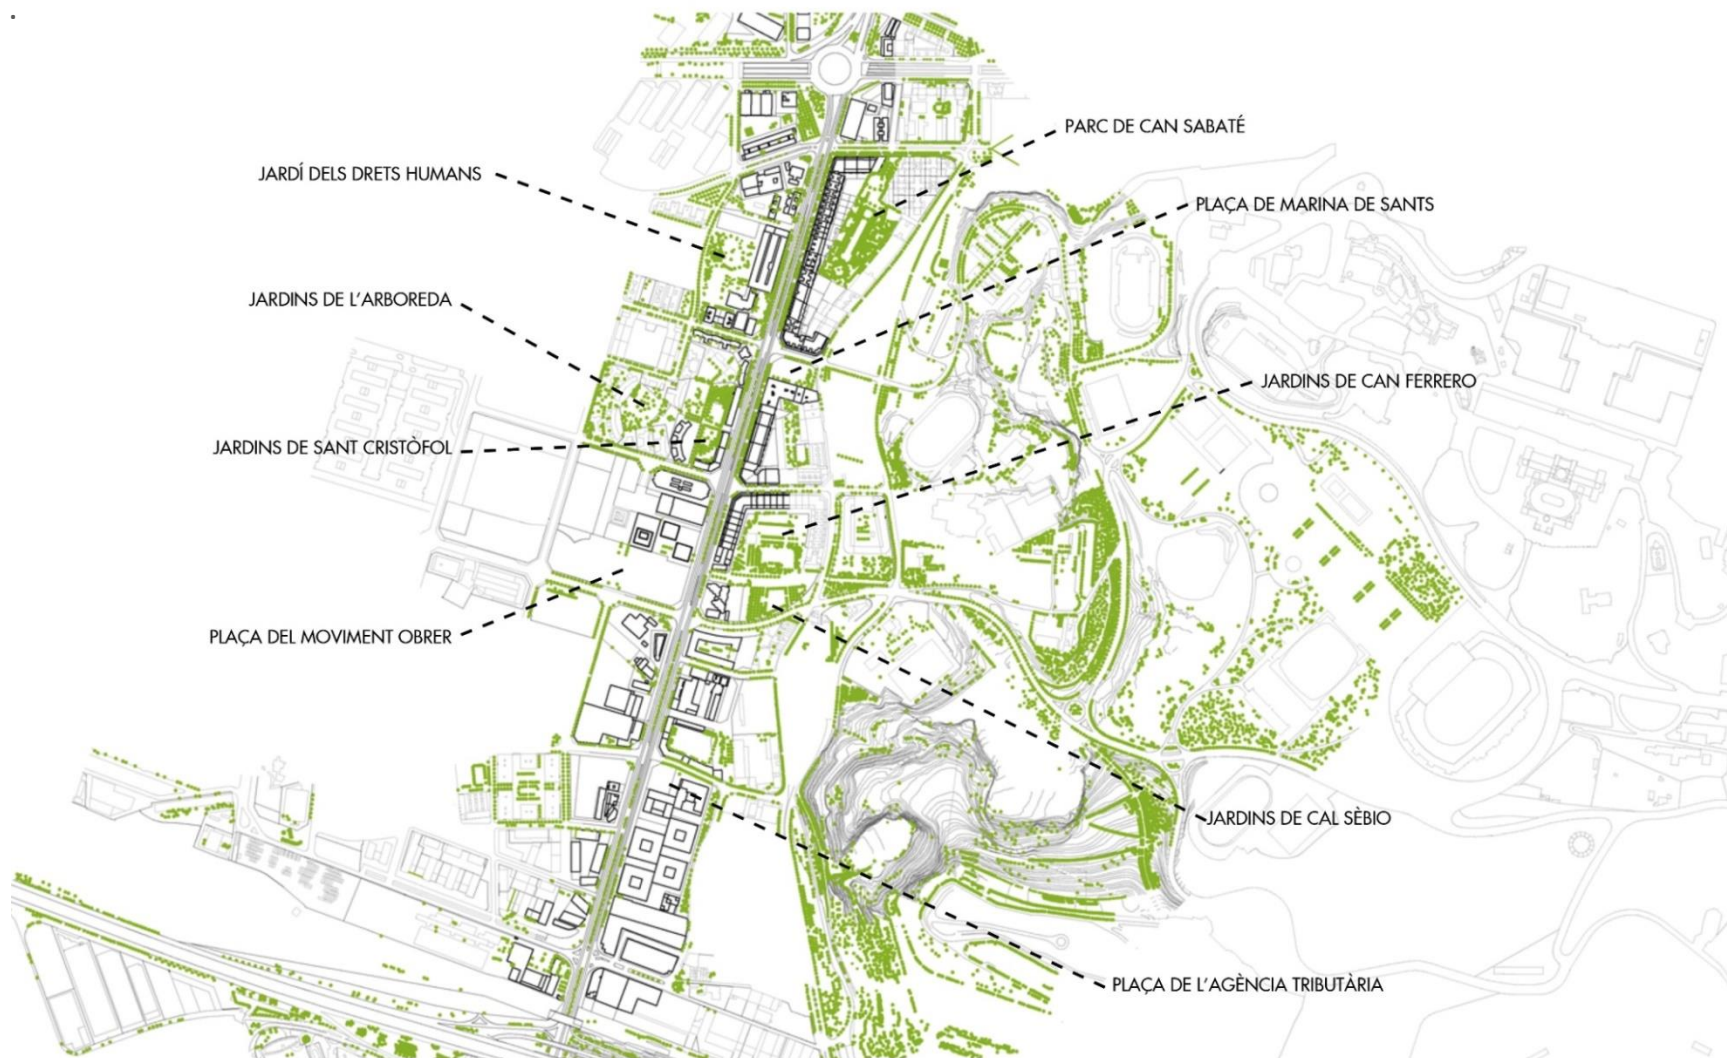 PARC DE CAN SABATÉ
JARDÍ DELS DRETS HUMANS
PLAÇA DE MARINA DE SANTS
JARDINS DE L'ARBOREDA
JARDINS DE CAN FERRERO
JARDINS DE SANT CRISTÒFOL
PLAÇA DEL MOVIMENT OBRER
JARDINS DE CAL SÈBIO
PLAÇA DE L'AGÈNCIA TRIBUTÀRIA